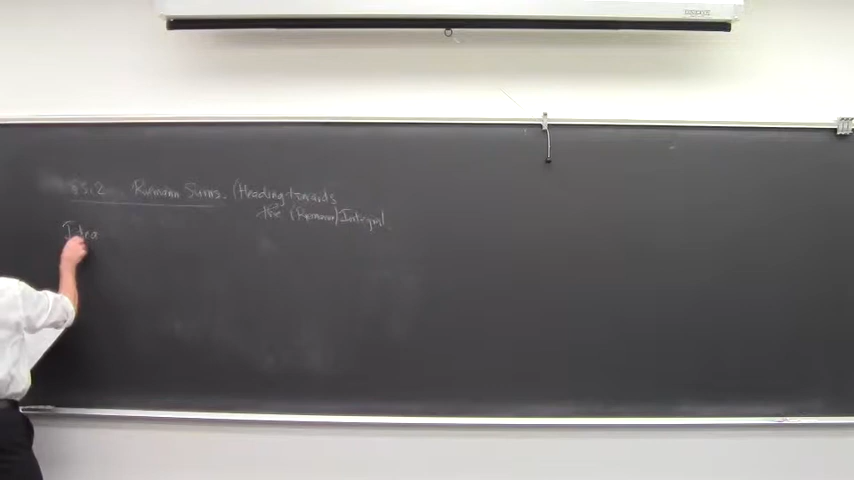 §5.2 Riemann Sums. (Heading towards
the (Riemann) Integral.
Idea